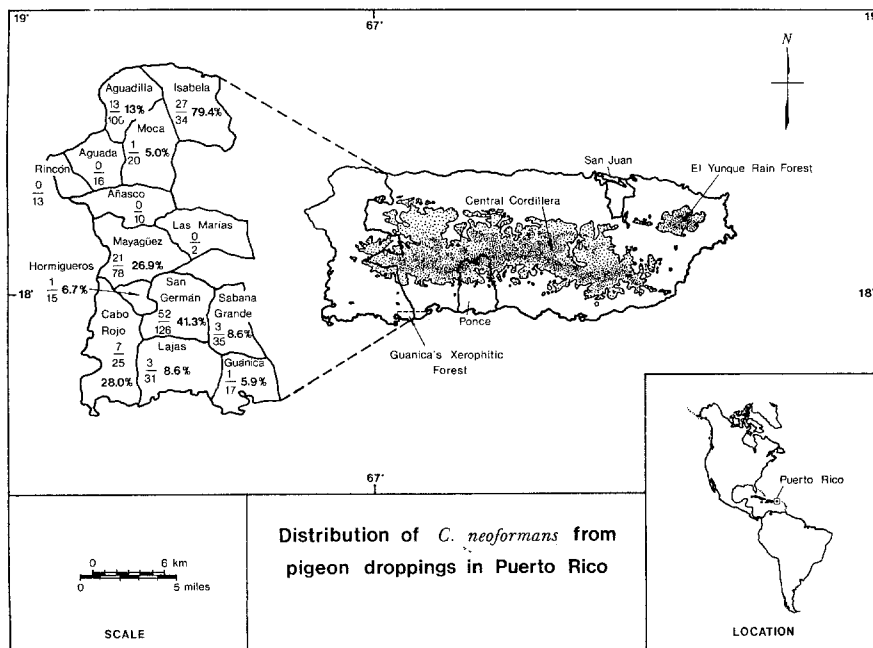 19°
67°
19
N
Aguadilla
13
100
13%
Isabela
27
34
79.4%
Moca
1
20
5.0%
Aguada
0
16
Rincón
0
13
Añasco
0
10
Las Marías
0
2
Mayagüez
21
78
26.9%
Hormigueros
1
15
6.7%
San
Germán
52
126
41.3%
Sabana
Grande
3
35
8.6%
Cabo
Rojo
7
25
28.0%
Lajas
3
31
8.6%
Guánica
1
17
5.9%
San Juan
El Yunque Rain Forest
Central Cordillera
18°
18°
Ponce
Guanica's Xerophitic
Forest
67°
Puerto Rico
LOCATION
Distribution of C. neoformans from
pigeon droppings in Puerto Rico
0 6 km
0 5 miles
SCALE